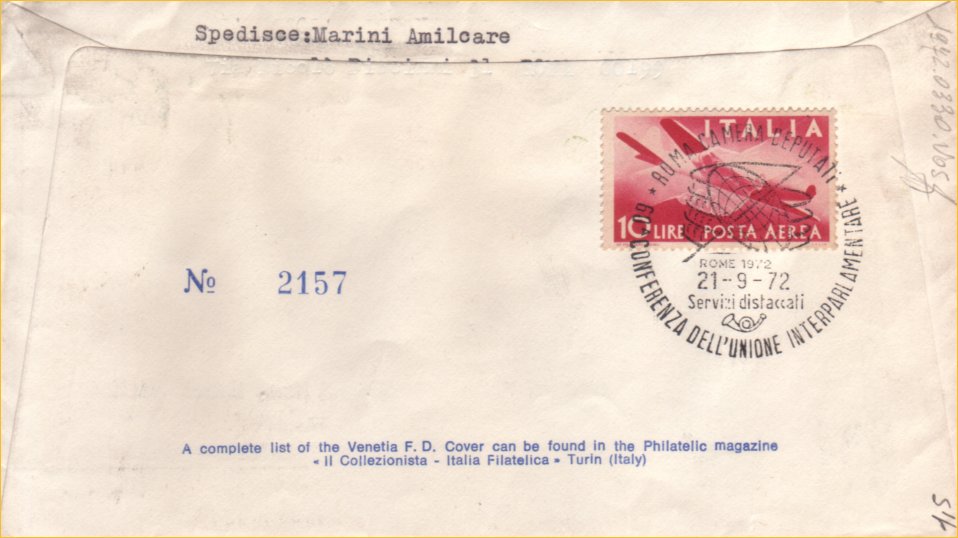 Spedisce:Marini Amilcare
ITALIA
10 LIRE POSTA AEREA
* ROMA CAMERA DEPUTATI *
60ª CONFERENZA DELL'UNIONE INTERPARLAMENTARE
ROME 1972
21-9-72
Servizi distaccati
№ 2157
A complete list of the Venetia F. D. Cover can be found in the Philatelic magazine
« Il Collezionista - Italia Filatelica » Turin (Italy)